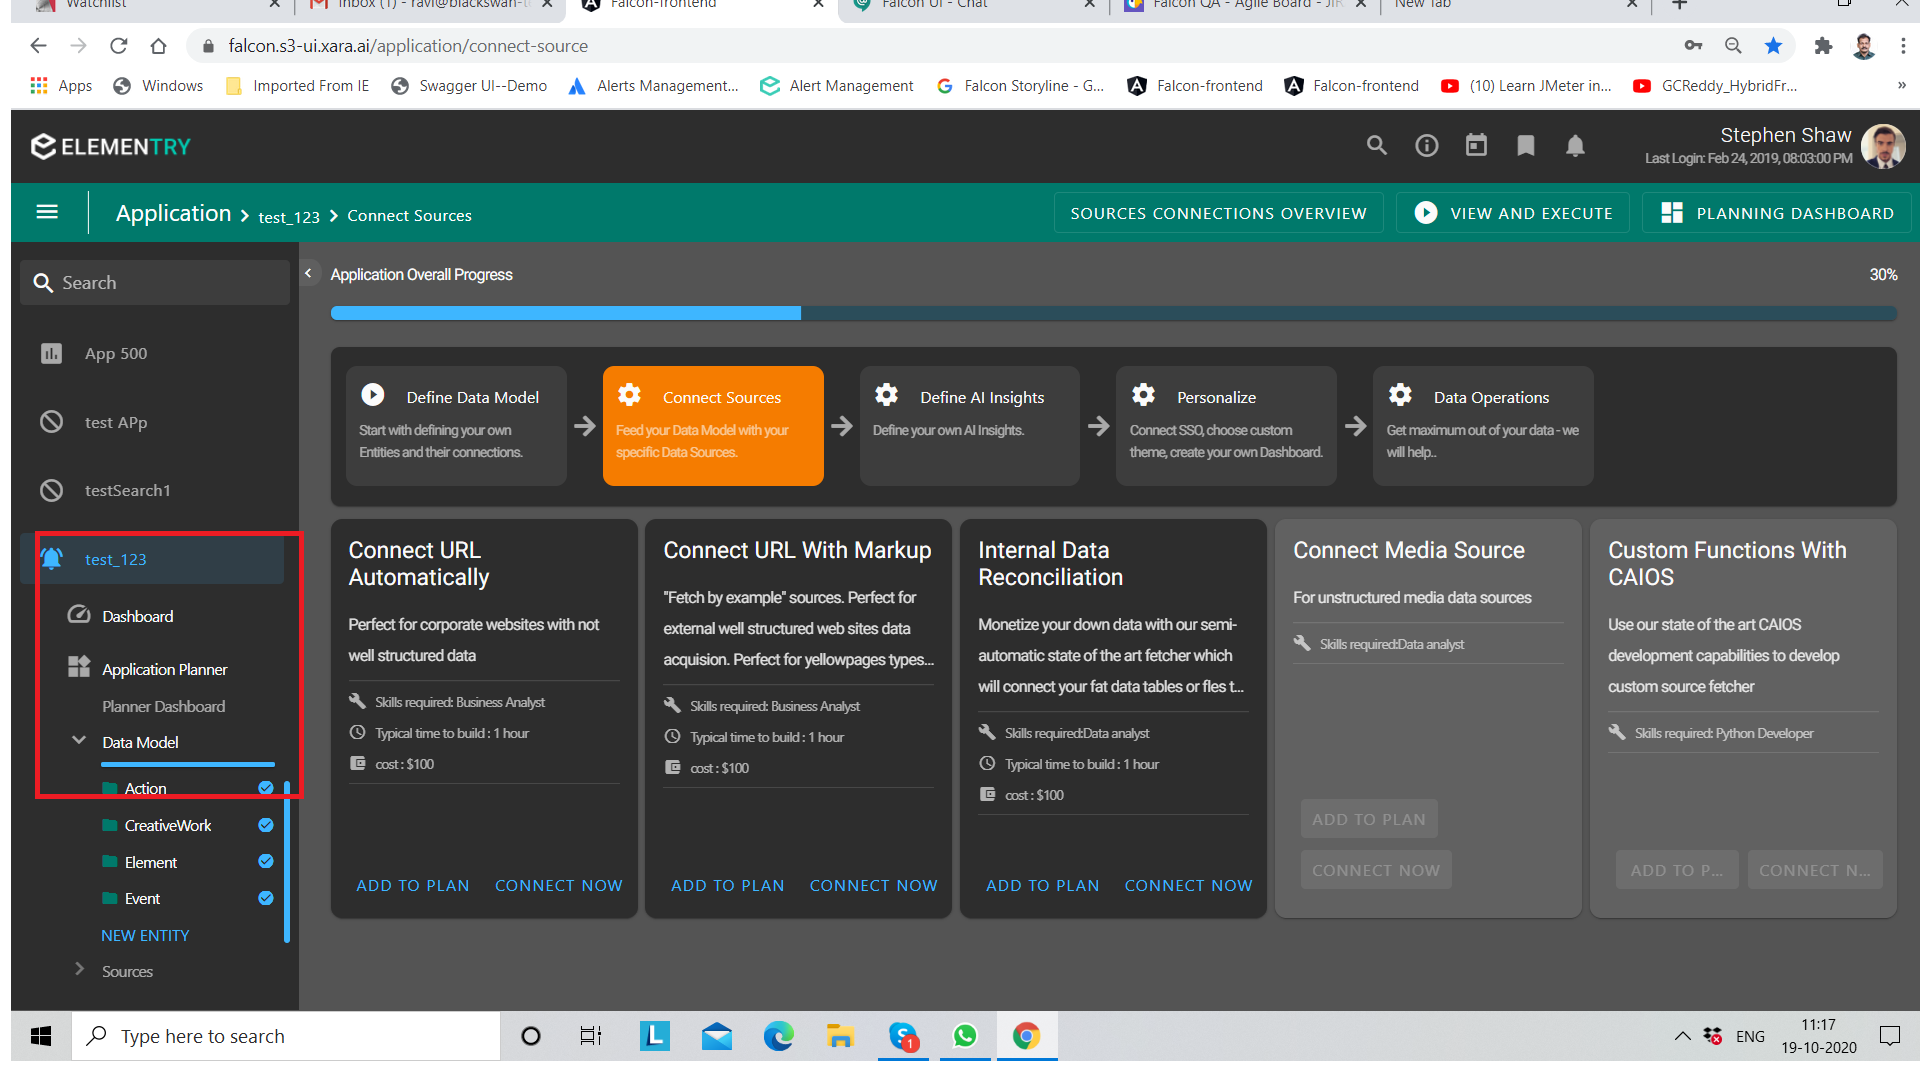 Watchlist
Inbox (1) - ravi@blackswan-t
Falcon-frontend
Falcon UI - Chat
Falcon QA - Agile Board - JIR
New Tab
falcon.s3-ui.xara.ai/application/connect-source
Apps
Windows
Imported From IE
Swagger UI--Demo
Alerts Management...
Alert Management
Falcon Storyline - G...
Falcon-frontend
Falcon-frontend
(10) Learn JMeter in...
GCReddy_HybridFr...
»
ELEMENTRY
Stephen Shaw
Last Login: Feb 24, 2019, 08:03:00 PM
Application > test_123 > Connect Sources
SOURCES CONNECTIONS OVERVIEW
VIEW AND EXECUTE
PLANNING DASHBOARD
Search
App 500
test APp
testSearch1
test_123
Dashboard
Application Planner
Planner Dashboard
Data Model
Action
CreativeWork
Element
Event
NEW ENTITY
Sources
Application Overall Progress
30%
Define Data Model
Start with defining your own
Entities and their connections.
Connect Sources
Feed your Data Model with your
specific Data Sources.
Define AI Insights
Define your own AI Insights.
Personalize
Connect SSO, choose custom
theme, create your own Dashboard.
Data Operations
Get maximum out of your data - we
will help..
Connect URL
Automatically
Perfect for corporate websites with not
well structured data
Skills required: Business Analyst
Typical time to build : 1 hour
cost : $100
ADD TO PLAN
CONNECT NOW
Connect URL With Markup
"Fetch by example" sources. Perfect for
external well structured web sites data
acquision. Perfect for yellowpages types...
Skills required: Business Analyst
Typical time to build : 1 hour
cost : $100
ADD TO PLAN
CONNECT NOW
Internal Data
Reconciliation
Monetize your down data with our semi-
automatic state of the art fetcher which
will connect your fat data tables or fles t...
Skills required:Data analyst
Typical time to build : 1 hour
cost : $100
ADD TO PLAN
CONNECT NOW
Connect Media Source
For unstructured media data sources
Skills required:Data analyst
ADD TO PLAN
CONNECT NOW
Custom Functions With
CAIOS
Use our state of the art CAIOS
development capabilities to develop
custom source fetcher
Skills required: Python Developer
ADD TO P...
CONNECT N...
Type here to search
L
S
1
ENG
11:17
19-10-2020